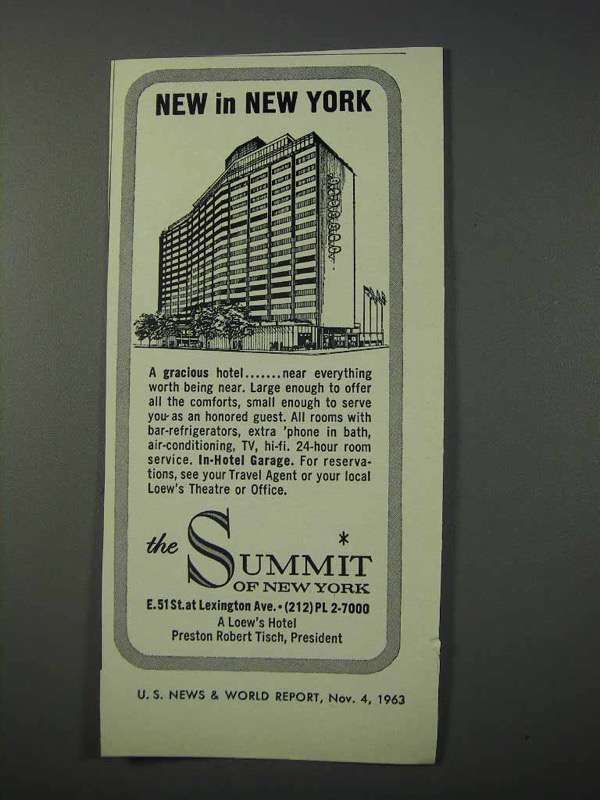 NEW in NEW YORK
A gracious hotel.......near everything
worth being near. Large enough to offer
all the comforts, small enough to serve
you as an honored guest. All rooms with
bar-refrigerators, extra 'phone in bath,
air-conditioning, TV, hi-fi. 24-hour room
service. In-Hotel Garage. For reserva-
tions, see your Travel Agent or your local
Loew's Theatre or Office.
the SUMMIT*
OF NEW YORK
E. 51 St. at Lexington Ave. • (212) PL 2-7000
A Loew's Hotel
Preston Robert Tisch, President
U. S. NEWS & WORLD REPORT, Nov. 4, 1963